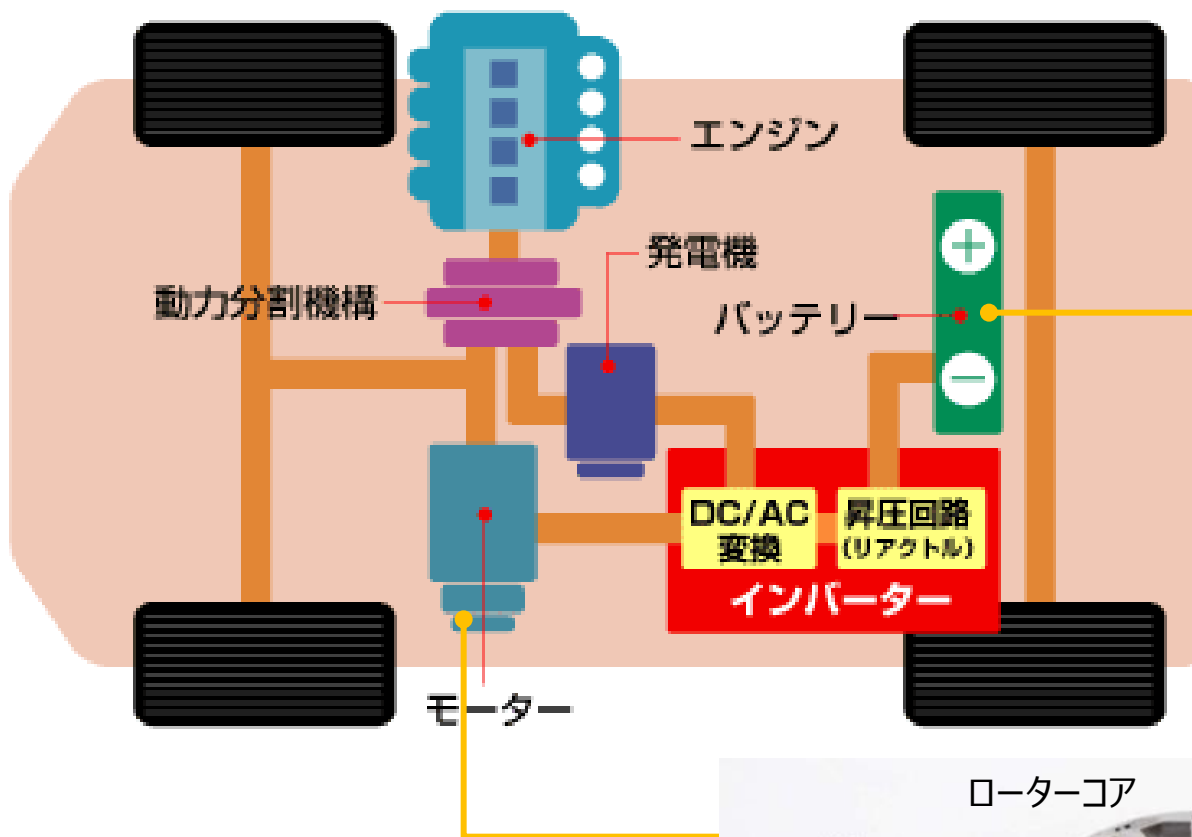 エンジン
発電機
動力分割機構
バッテリー
DC/AC
変換
昇圧回路
(リアクトル)
インバーター
モーター
ローターコア